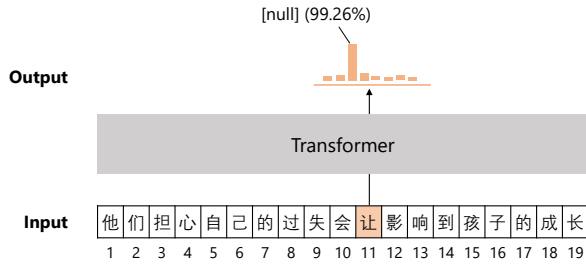 [null] (99.26%)
Output
Transformer
Input 他 们 担 心 自 己 的 过 失 会 让 影 响 到 孩 子 的 成 长
1 2 3 4 5 6 7 8 9 10 11 12 13 14 15 16 17 18 19